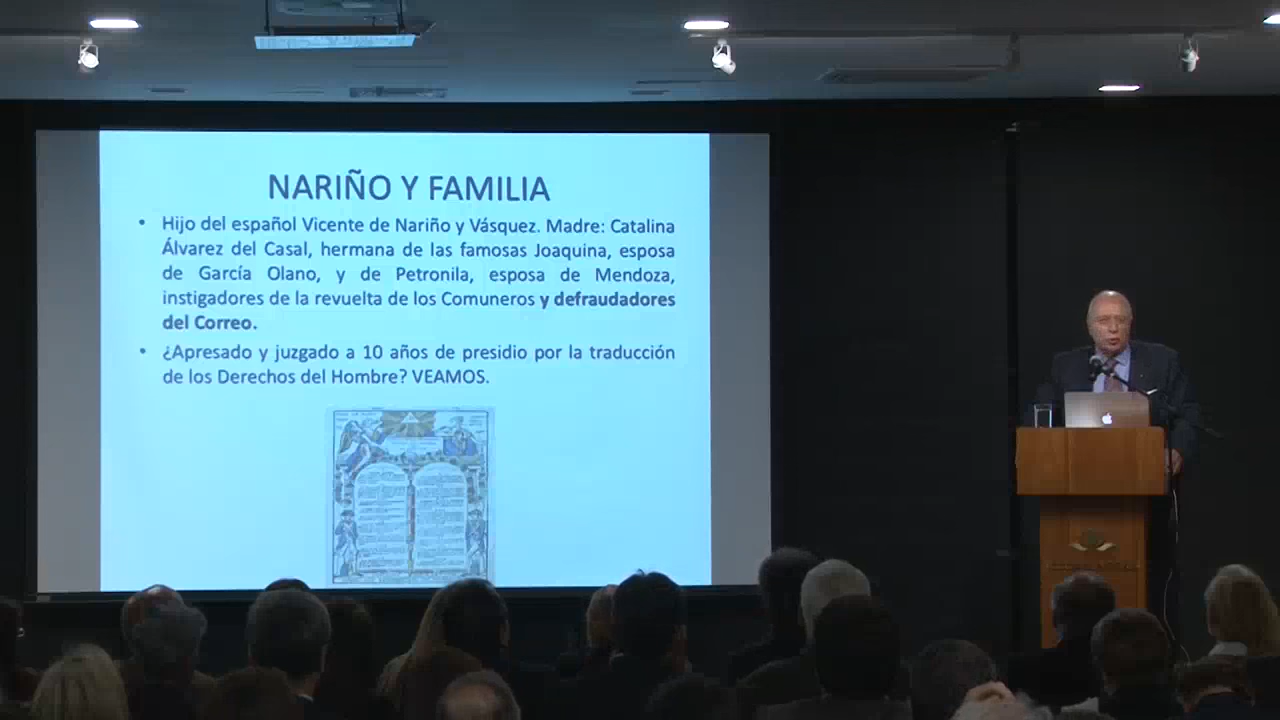 NARIÑO Y FAMILIA
• Hijo del español Vicente de Nariño y Vásquez. Madre: Catalina
Álvarez del Casal, hermana de las famosas Joaquina, esposa
de García Olano, y de Petronila, esposa de Mendoza,
instigadores de la revuelta de los Comuneros y defraudadores
del Correo.
• ¿Apresado y juzgado a 10 años de presidio por la traducción
de los Derechos del Hombre? VEAMOS.